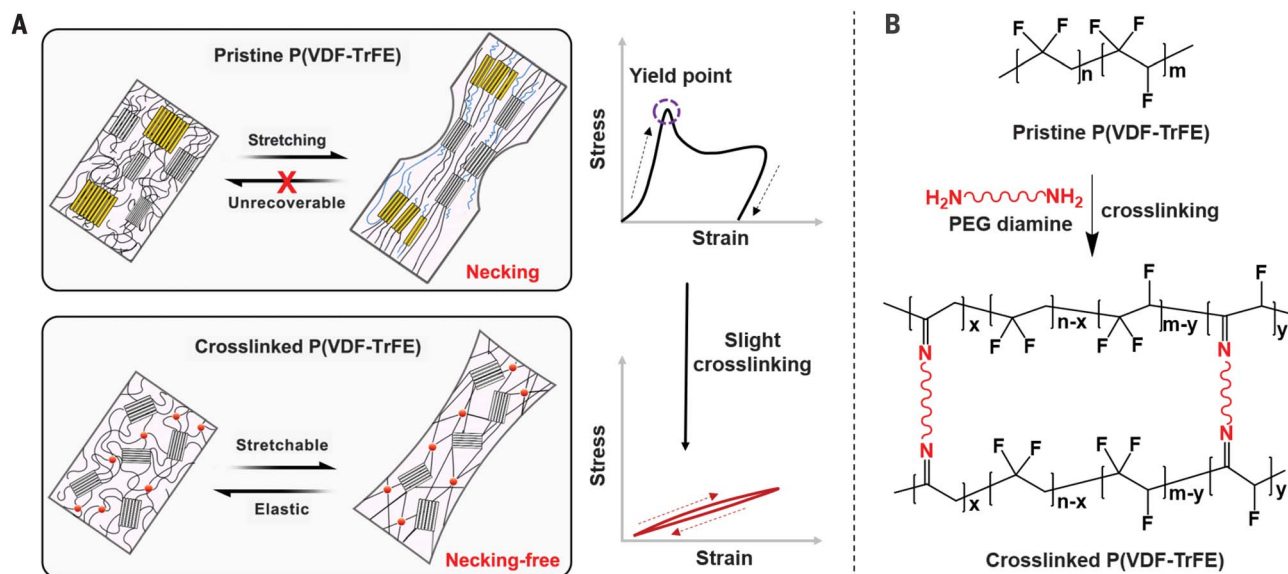 A
Pristine P(VDF-TrFE)
Stretching
X
Unrecoverable
Necking
Yield point
Stress
Strain
Crosslinked P(VDF-TrFE)
Stretchable
Elastic
Necking-free
Slight
crosslinking
Stress
Strain
B
F F F F
n m
F
Pristine P(VDF-TrFE)
H₂N NH₂
PEG diamine
crosslinking
F F
x n-x m-y y
N F F F F N
N F F F F N
x n-x m-y y
F F
Crosslinked P(VDF-TrFE)